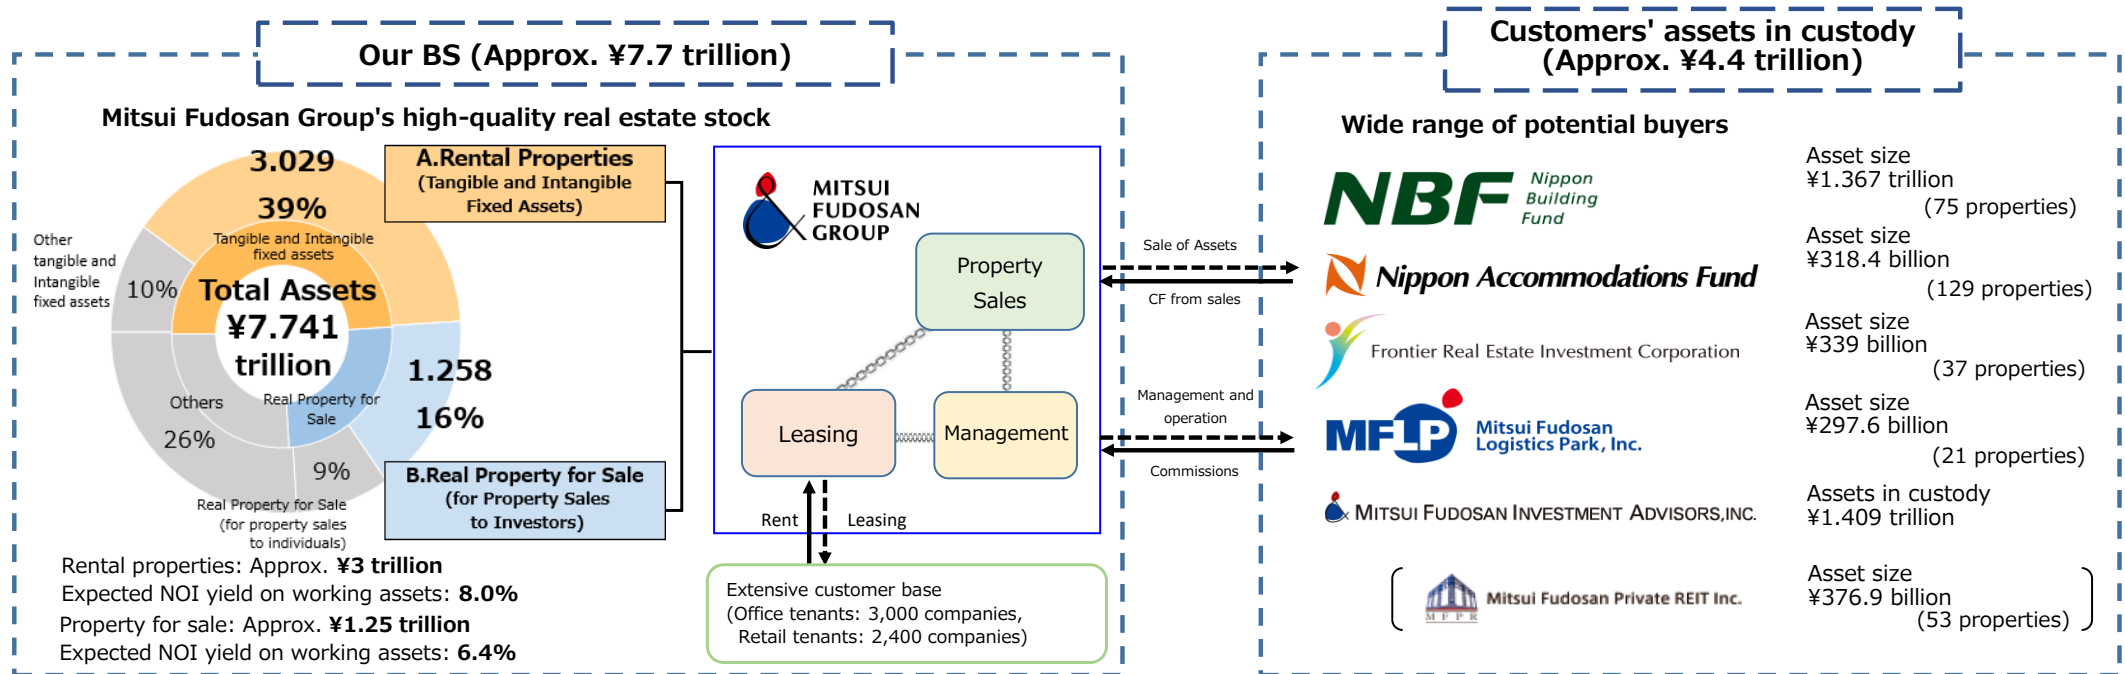 Our BS (Approx. ¥7.7 trillion)
Mitsui Fudosan Group's high-quality real estate stock
3.029
39%
Tangible and Intangible
fixed assets
Other
tangible and
Intangible
fixed assets
10%
Total Assets
¥7.741
trillion
1.258
16%
Real Property for
Sale
Others
26%
9%
Real Property for Sale
(for property sales
to individuals)
A.Rental Properties
(Tangible and Intangible
Fixed Assets)
B.Real Property for Sale
(for Property Sales
to Investors)
Rental properties: Approx. ¥3 trillion
Expected NOI yield on working assets: 8.0%
Property for sale: Approx. ¥1.25 trillion
Expected NOI yield on working assets: 6.4%
MITSUI
FUDOSAN
GROUP
Property
Sales
Leasing
Management
Rent
Leasing
Extensive customer base
(Office tenants: 3,000 companies,
Retail tenants: 2,400 companies)
Sale of Assets
CF from sales
Management and
operation
Commissions
Customers' assets in custody
(Approx. ¥4.4 trillion)
Wide range of potential buyers
NBF
Nippon
Building
Fund
Asset size
¥1.367 trillion
(75 properties)
Nippon Accommodations Fund
Asset size
¥318.4 billion
(129 properties)
Frontier Real Estate Investment Corporation
Asset size
¥339 billion
(37 properties)
MFLP
Mitsui Fudosan
Logistics Park, Inc.
Asset size
¥297.6 billion
(21 properties)
MITSUI FUDOSAN INVESTMENT ADVISORS,INC.
Assets in custody
¥1.409 trillion
MFPR
Mitsui Fudosan Private REIT Inc.
Asset size
¥376.9 billion
(53 properties)